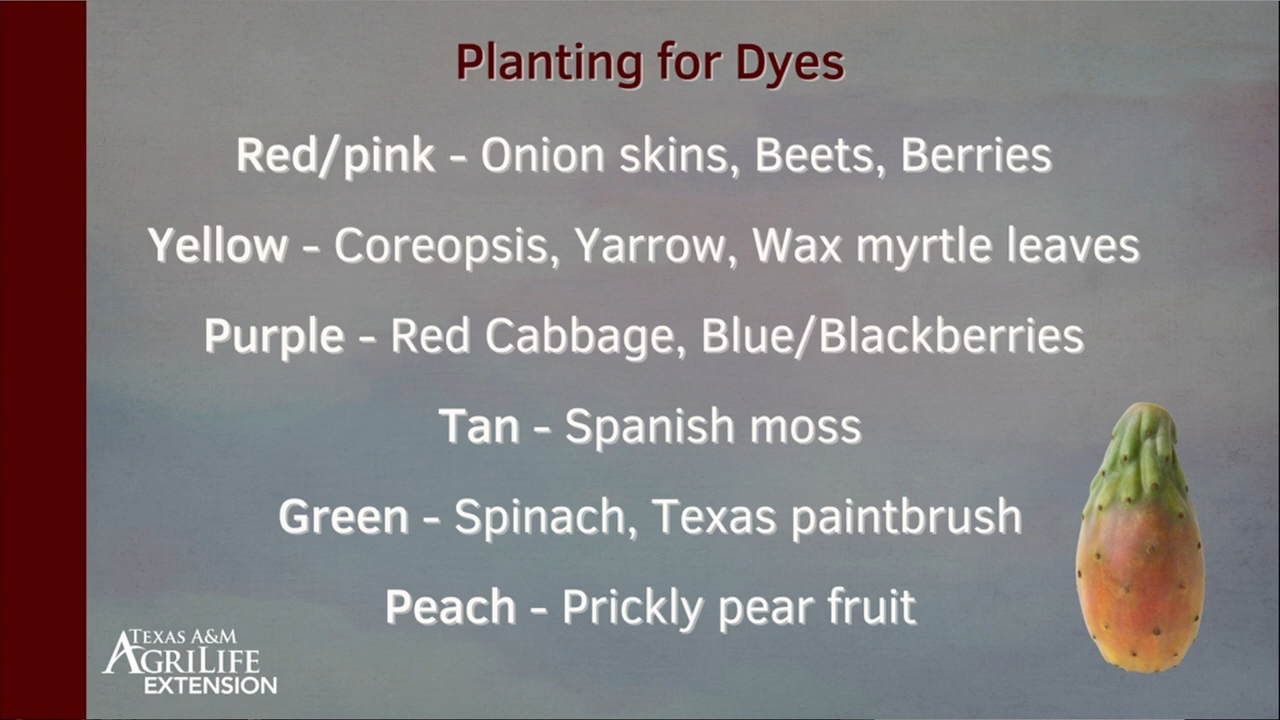 Planting for Dyes
Red/pink - Onion skins, Beets, Berries
Yellow - Coreopsis, Yarrow, Wax myrtle leaves
Purple - Red Cabbage, Blue/Blackberries
Tan - Spanish moss
Green - Spinach, Texas paintbrush
Peach - Prickly pear fruit
TEXAS A&M
AGRILIFE
EXTENSION